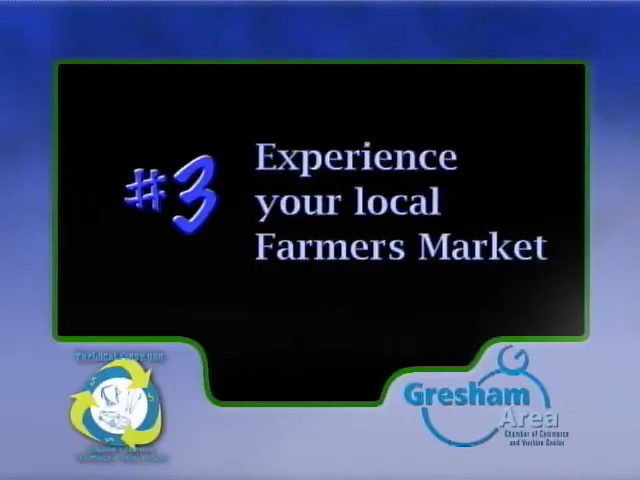 #3
Experience
your local
Farmers Market
Gresham
Area
Chamber of Commerce
and Visitors Center